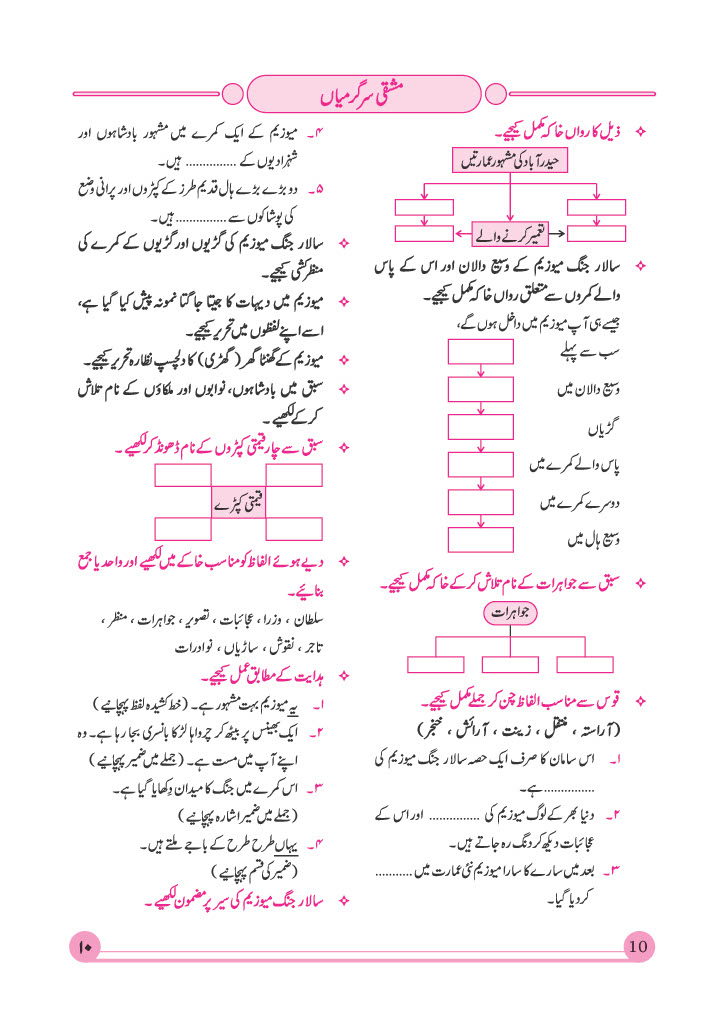 مشقی سرگرمیاں
ذیل کا رواں خاکہ مکمل کیجیے۔
حیدرآباد کی مشہور عمارتیں
تعمیر کرنے والے
سالار جنگ میوزیم کے وسیع دالان اور اس کے پاس
والے کمروں سے متعلق رواں خاکہ مکمل کیجیے۔
جیسے ہی آپ میوزیم میں داخل ہوں گے،
سب سے پہلے
وسیع دالان میں
گڑیاں
پاس والے کمرے میں
دوسرے کمرے میں
وسیع ہال میں
سبق سے جواہرات کے نام تلاش کر کے خاکہ مکمل کیجیے۔
جواہرات
قوس سے مناسب الفاظ چن کر جملے مکمل کیجیے۔
(آراستہ ، منتقل ، زینت ، آرائش ، خنجر)
۱۔ اس سامان کا صرف ایک حصہ سالار جنگ میوزیم کی
............... ہے۔
۲۔ دنیا بھر کے لوگ میوزیم کی ............... اور اس کے
عجائبات دیکھ کر دنگ رہ جاتے ہیں۔
۳۔ بعد میں سارے کا سارا میوزیم نئی عمارت میں ...........
کر دیا گیا۔
۴۔ میوزیم کے ایک کمرے میں مشہور بادشاہوں اور
شہزادیوں کے ............... ہیں۔
۵۔ دو بڑے بڑے ہال قدیم طرز کے کپڑوں اور پرانی وضع
کی پوشاکوں سے ............... ہیں۔
سالار جنگ میوزیم کی گڑیوں اور گڑیوں کے کمرے کی
منظر کشی کیجیے۔
میوزیم میں دیہات کا جیتا جاگتا نمونہ پیش کیا گیا ہے،
اسے اپنے لفظوں میں تحریر کیجیے۔
میوزیم کے گھنٹا گھر (گھڑی) کا دلچسپ نظارہ تحریر کیجیے۔
سبق میں بادشاہوں، نوابوں اور ملکاؤں کے نام تلاش
کر کے لکھیے۔
سبق سے چار قیمتی کپڑوں کے نام ڈھونڈ کر لکھیے۔
قیمتی کپڑے
دیے ہوئے الفاظ کو مناسب خاکے میں لکھیے اور واحد یا جمع
بنائیے۔
سلطان ، وزرا ، عجائبات ، تصویر ، جواہرات ، منظر ،
تاجر ، نقوش ، ساڑیاں ، نوادرات
ہدایت کے مطابق عمل کیجیے۔
۱۔ یہ میوزیم بہت مشہور ہے۔ (خط کشیدہ لفظ پہچانیے)
۲۔ ایک بھینس پر بیٹھ کر چرواہا لڑکا بانسری بجا رہا ہے۔ وہ
اپنے آپ میں مست ہے۔ (جملے میں ضمیر پہچانیے)
۳۔ اس کمرے میں جنگ کا میدان دکھایا گیا ہے۔
(جملے میں ضمیر اشارہ پہچانیے)
۴۔ یہاں طرح طرح کے باجے ملتے ہیں۔
(ضمیر کی قسم پہچانیے)
سالار جنگ میوزیم کی سیر پر مضمون لکھیے۔
۱۰
10